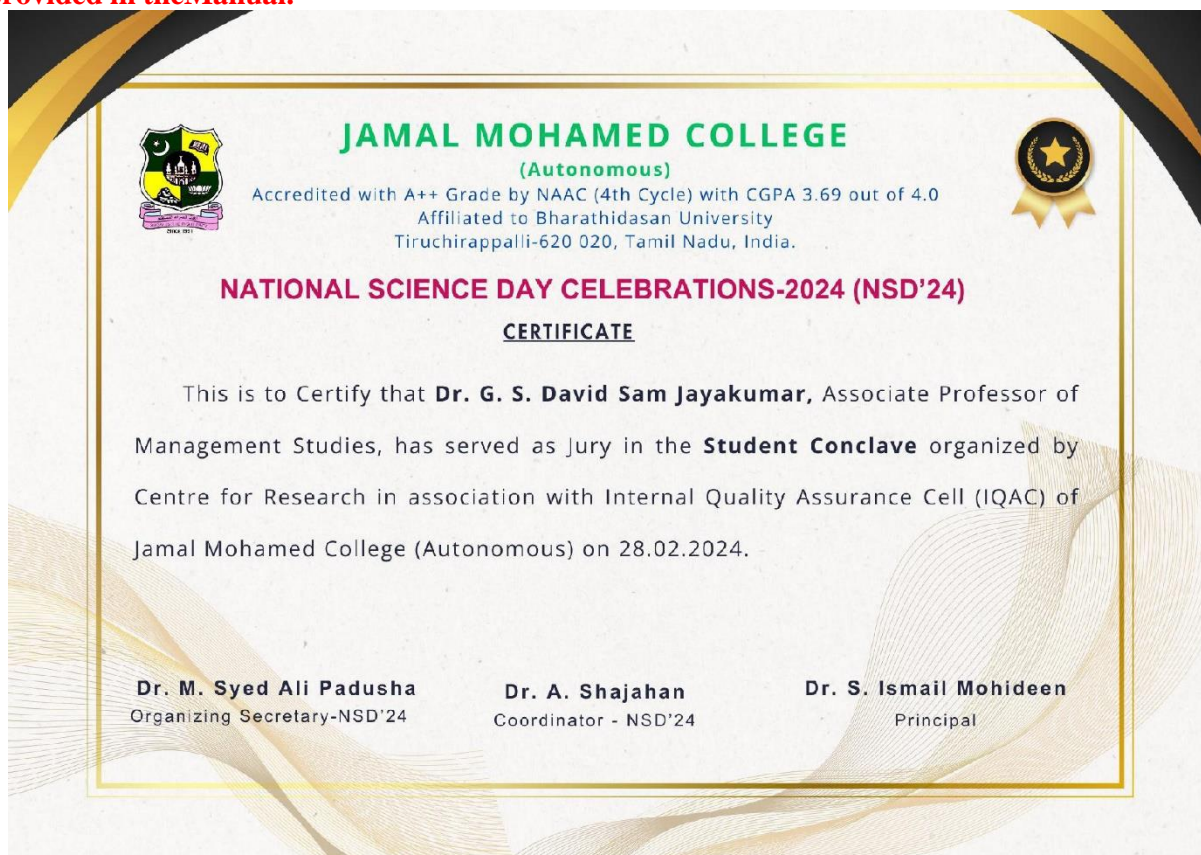 rovided in theManual.
JAMAL MOHAMED COLLEGE
(Autonomous)
Accredited with A++ Grade by NAAC (4th Cycle) with CGPA 3.69 out of 4.0
Affiliated to Bharathidasan University
Tiruchirappalli-620 020, Tamil Nadu, India.
NATIONAL SCIENCE DAY CELEBRATIONS-2024 (NSD’24)
CERTIFICATE
This is to Certify that Dr. G. S. David Sam Jayakumar, Associate Professor of
Management Studies, has served as Jury in the Student Conclave organized by
Centre for Research in association with Internal Quality Assurance Cell (IQAC) of
Jamal Mohamed College (Autonomous) on 28.02.2024.
Dr. M. Syed Ali Padusha
Organizing Secretary-NSD’24
Dr. A. Shajahan
Coordinator - NSD’24
Dr. S. Ismail Mohideen
Principal